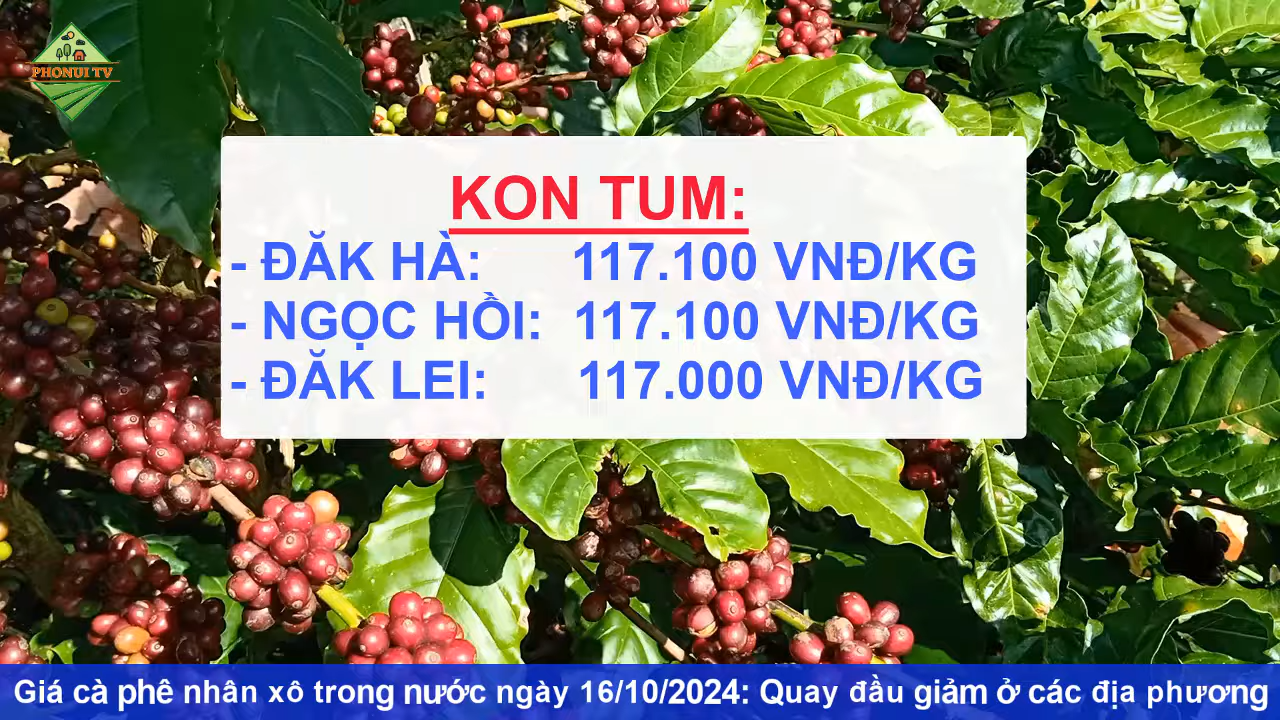 PHONUI TV
KON TUM:
- ĐĂK HÀ: 117.100 VNĐ/KG
- NGỌC HỒI: 117.100 VNĐ/KG
- ĐĂK LEI: 117.000 VNĐ/KG
Giá cà phê nhân xô trong nước ngày 16/10/2024: Quay đầu giảm ở các địa phương